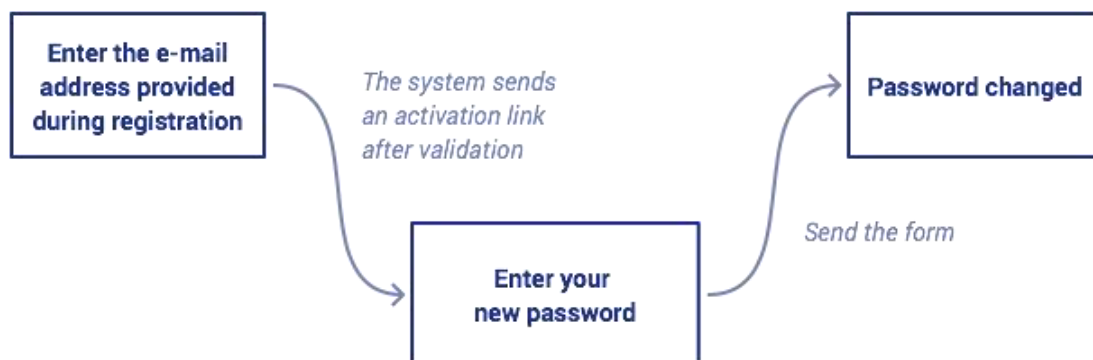 Enter the e-mail
address provided
during registration
The system sends
an activation link
after validation
Enter your
new password
Send the form
Password changed